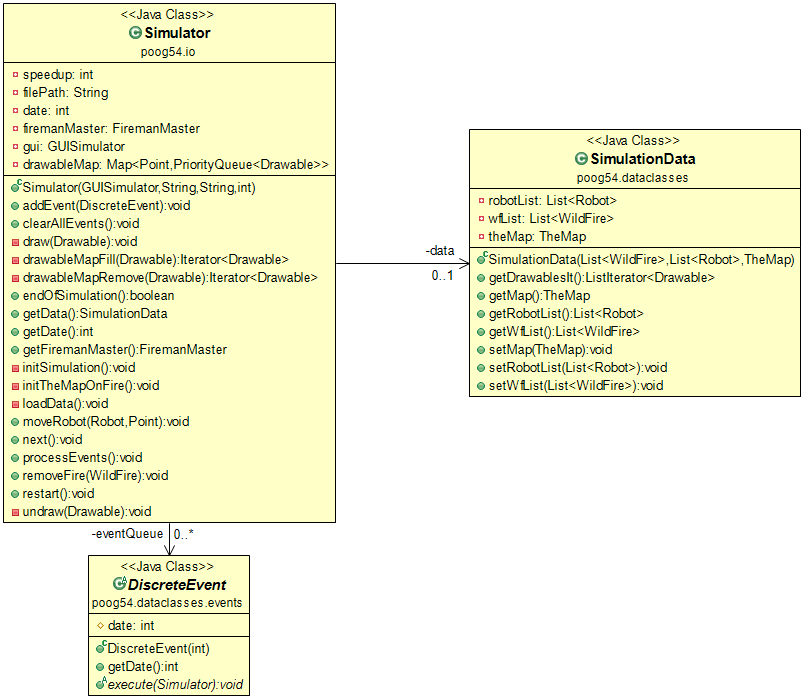 <<Java Class>>
Simulator
poog54.io
speedup: int
filePath: String
date: int
firemanMaster: FiremanMaster
gui: GUISimulator
drawableMap: Map<Point,PriorityQueue<Drawable>>
Simulator(GUISimulator,String,String,int)
addEvent(DiscreteEvent):void
clearAllEvents():void
draw(Drawable):void
drawableMapFill(Drawable):Iterator<Drawable>
drawableMapRemove(Drawable):Iterator<Drawable>
endOfSimulation():boolean
getData():SimulationData
getDate():int
getFiremanMaster():FiremanMaster
initSimulation():void
initTheMapOnFire():void
loadData():void
moveRobot(Robot,Point):void
next():void
processEvents():void
removeFire(WildFire):void
restart():void
undraw(Drawable):void
-data
0..1
<<Java Class>>
SimulationData
poog54.dataclasses
robotList: List<Robot>
wfList: List<WildFire>
theMap: TheMap
SimulationData(List<WildFire>,List<Robot>,TheMap)
getDrawablesIt():ListIterator<Drawable>
getMap():TheMap
getRobotList():List<Robot>
getWfList():List<WildFire>
setMap(TheMap):void
setRobotList(List<Robot>):void
setWfList(List<WildFire>):void
-eventQueue 0..*
<<Java Class>>
DiscreteEvent
poog54.dataclasses.events
date: int
DiscreteEvent(int)
getDate():int
execute(Simulator):void